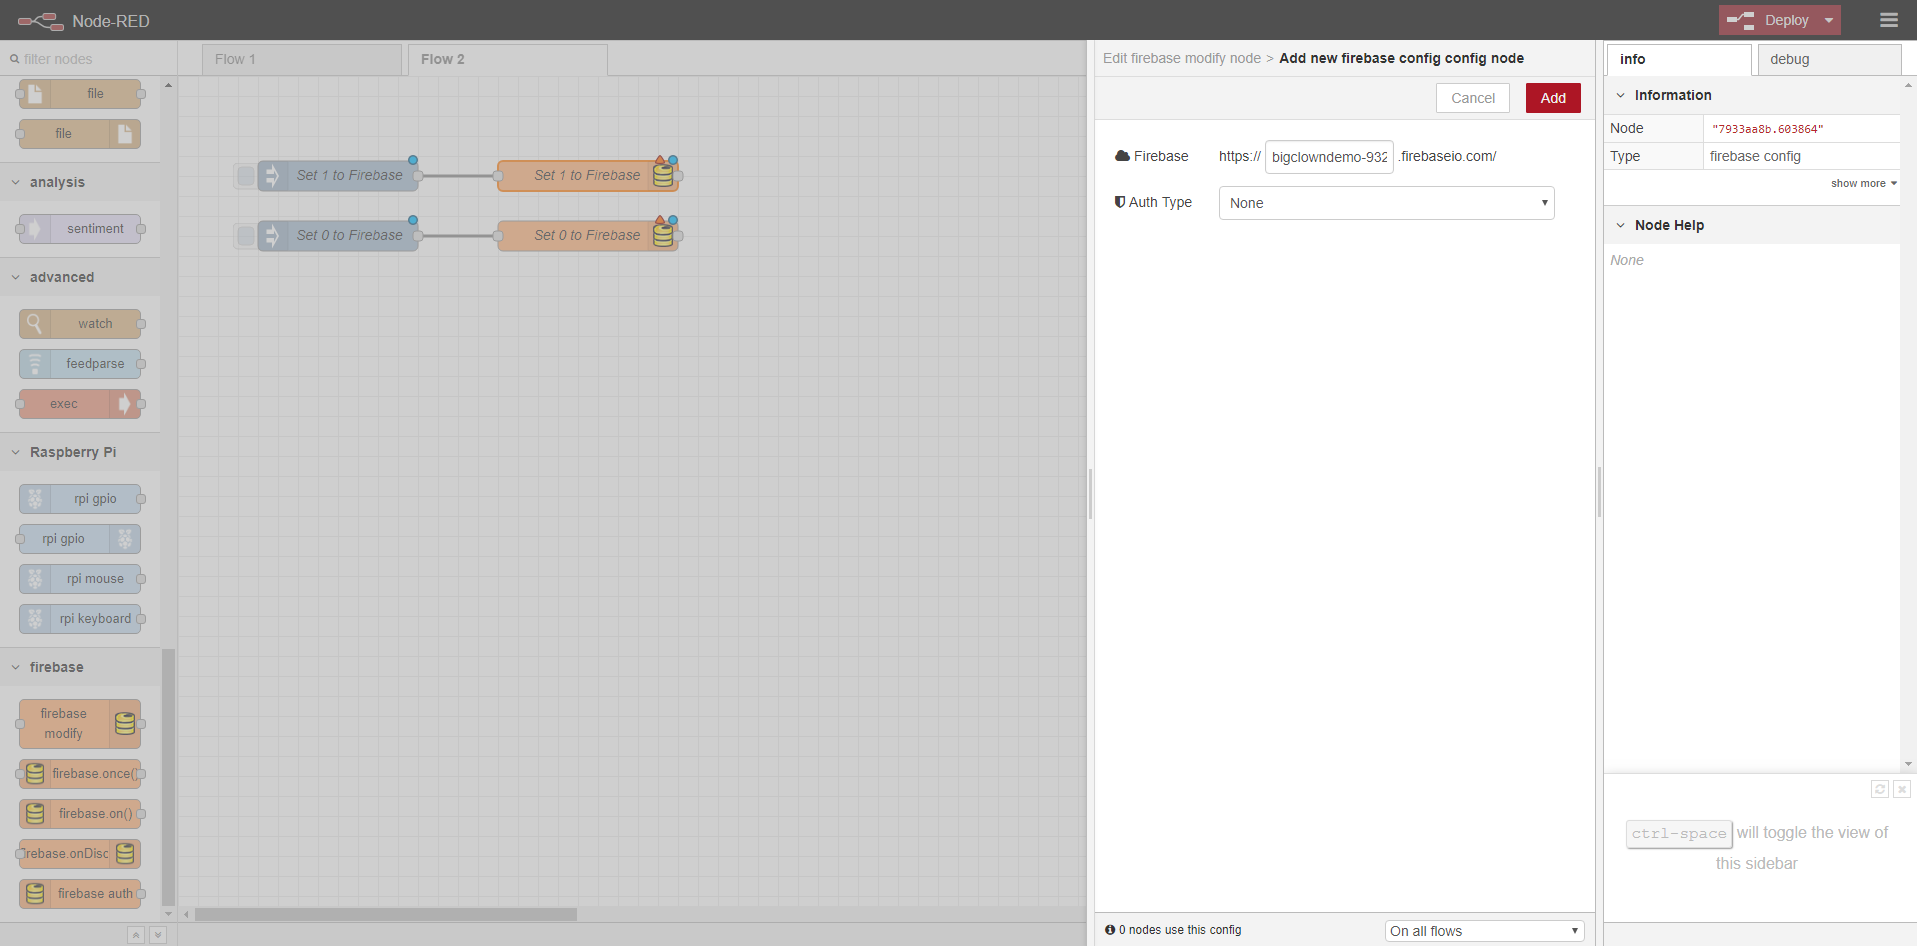 Node-RED
Deploy
filter nodes
Flow 1
Flow 2
file
file
analysis
sentiment
advanced
watch
feedparse
exec
Raspberry Pi
rpi gpio
rpi gpio
rpi mouse
rpi keyboard
firebase
firebase
modify
firebase.once()
firebase.on()
irebase.onDisc
firebase auth
Set 1 to Firebase
Set 1 to Firebase
Set 0 to Firebase
Set 0 to Firebase
Edit firebase modify node > Add new firebase config config node
Cancel
Add
Firebase https:// bigclowndemo-932 .firebaseio.com/
Auth Type None
0 nodes use this config
On all flows
info
debug
Information
Node "7933aa8b.603864"
Type firebase config
show more
Node Help
None
ctrl-space will toggle the view of
this sidebar